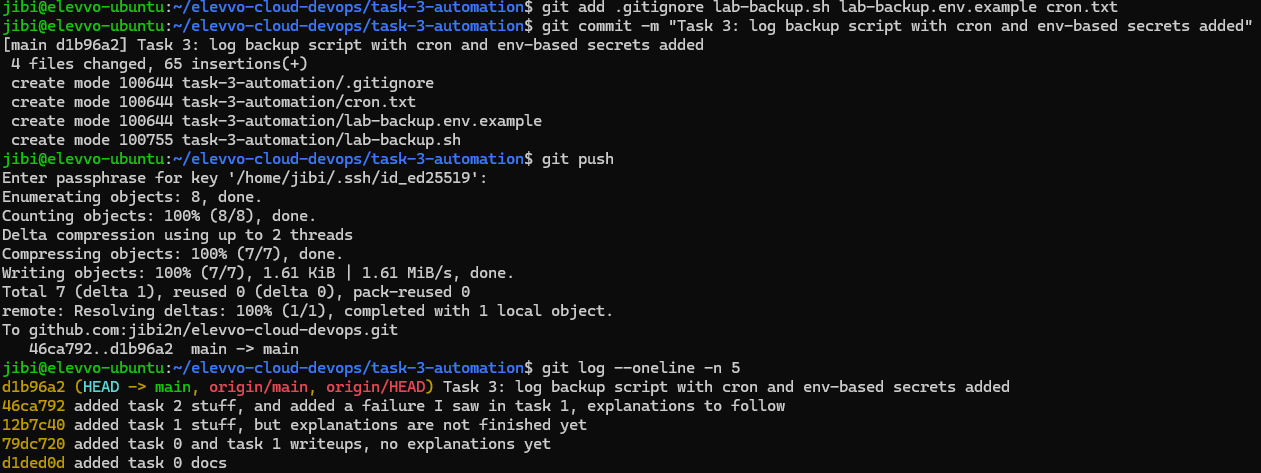 jibi@elevvo-ubuntu:~/elevvo-cloud-devops/task-3-automation$ git add .gitignore lab-backup.sh lab-backup.env.example cron.txt
jibi@elevvo-ubuntu:~/elevvo-cloud-devops/task-3-automation$ git commit -m "Task 3: log backup script with cron and env-based secrets added"
[main d1b96a2] Task 3: log backup script with cron and env-based secrets added
 4 files changed, 65 insertions(+)
 create mode 100644 task-3-automation/.gitignore
 create mode 100644 task-3-automation/cron.txt
 create mode 100644 task-3-automation/lab-backup.env.example
 create mode 100755 task-3-automation/lab-backup.sh
jibi@elevvo-ubuntu:~/elevvo-cloud-devops/task-3-automation$ git push
Enter passphrase for key '/home/jibi/.ssh/id_ed25519':
Enumerating objects: 8, done.
Counting objects: 100% (8/8), done.
Delta compression using up to 2 threads
Compressing objects: 100% (7/7), done.
Writing objects: 100% (7/7), 1.61 KiB | 1.61 MiB/s, done.
Total 7 (delta 1), reused 0 (delta 0), pack-reused 0
remote: Resolving deltas: 100% (1/1), completed with 1 local object.
To github.com:jibi2n/elevvo-cloud-devops.git
   46ca792..d1b96a2  main -> main
jibi@elevvo-ubuntu:~/elevvo-cloud-devops/task-3-automation$ git log --oneline -n 5
d1b96a2 (HEAD -> main, origin/main, origin/HEAD) Task 3: log backup script with cron and env-based secrets added
46ca792 added task 2 stuff, and added a failure I saw in task 1, explanations to follow
12b7c40 added task 1 stuff, but explanations are not finished yet
79dc720 added task 0 and task 1 writeups, no explanations yet
d1ded0d added task 0 docs